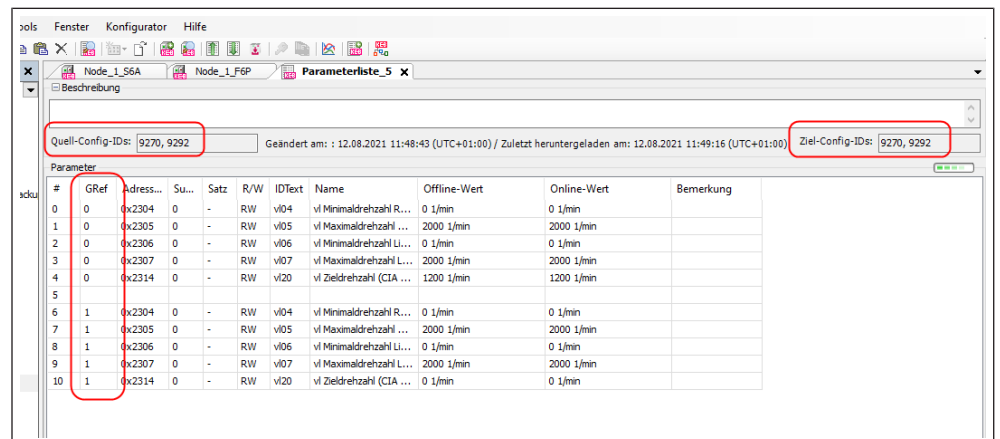 ools Fenster Konfigurator Hilfe
Node_1_S6A Node_1_F6P Parameterliste_5 x
Beschreibung
Quell-Config-IDs: 9270, 9292 Geändert am: : 12.08.2021 11:48:43 (UTC+01:00) / Zuletzt heruntergeladen am: 12.08.2021 11:49:16 (UTC+01:00) Ziel-Config-IDs: 9270, 9292
Parameter
# GRef Adress... Su... Satz R/W IDText Name Offline-Wert Online-Wert Bemerkung
acku
0 0 0x2304 0 - RW vl04 vl Minimaldrehzahl R... 0 1/min 0 1/min
1 0 0x2305 0 - RW vl05 vl Maximaldrehzahl ... 2000 1/min 2000 1/min
2 0 0x2306 0 - RW vl06 vl Minimaldrehzahl Li... 0 1/min 0 1/min
3 0 0x2307 0 - RW vl07 vl Maximaldrehzahl L... 2000 1/min 2000 1/min
4 0 0x2314 0 - RW vl20 vl Zieldrehzahl (CIA ... 1200 1/min 1200 1/min
5
6 1 0x2304 0 - RW vl04 vl Minimaldrehzahl R... 0 1/min 0 1/min
7 1 0x2305 0 - RW vl05 vl Maximaldrehzahl ... 2000 1/min 2000 1/min
8 1 0x2306 0 - RW vl06 vl Minimaldrehzahl Li... 0 1/min 0 1/min
9 1 0x2307 0 - RW vl07 vl Maximaldrehzahl L... 2000 1/min 2000 1/min
10 1 0x2314 0 - RW vl20 vl Zieldrehzahl (CIA ... 0 1/min 0 1/min